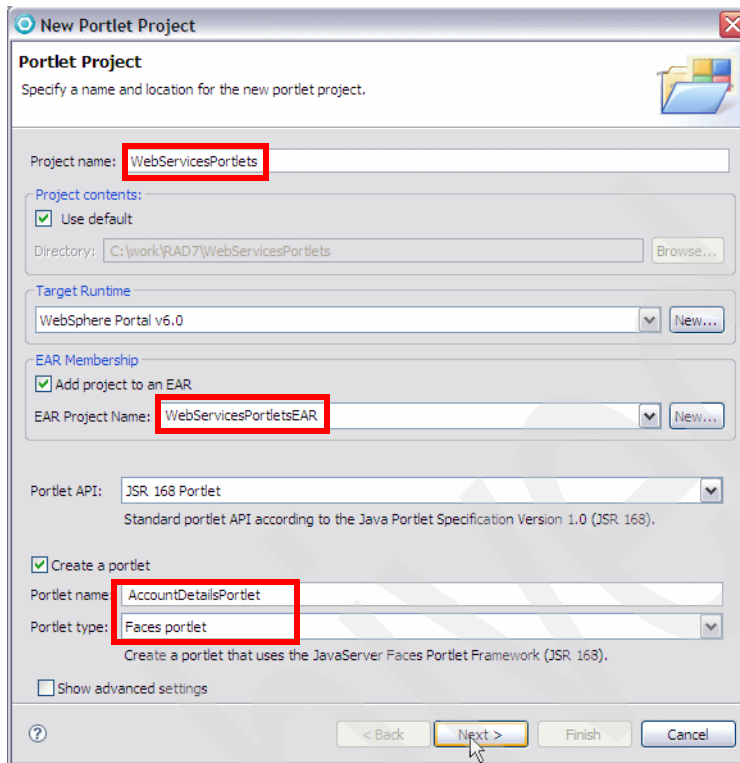 New Portlet Project
Portlet Project
Specify a name and location for the new portlet project.
Project name: WebServicesPortlets
Project contents:
Use default
Directory: C:\work\RAD7\WebServicesPortlets Browse...
Target Runtime
WebSphere Portal v6.0 New...
EAR Membership
Add project to an EAR
EAR Project Name: WebServicesPortletsEAR New...
Portlet API: JSR 168 Portlet
Standard portlet API according to the Java Portlet Specification Version 1.0 (JSR 168).
Create a portlet
Portlet name: AccountDetailsPortlet
Portlet type: Faces portlet
Create a portlet that uses the JavaServer Faces Portlet Framework (JSR 168).
Show advanced settings
? < Back Next > Finish Cancel